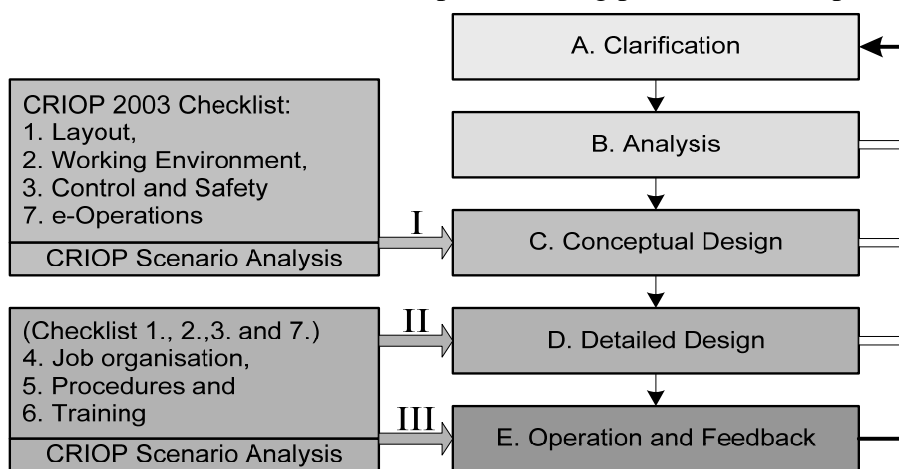 A. Clarification
CRIOP 2003 Checklist:
1. Layout,
2. Working Environment,
3. Control and Safety
7. e-Operations
CRIOP Scenario Analysis
I
B. Analysis
C. Conceptual Design
(Checklist 1., 2.,3. and 7.)
4. Job organisation,
5. Procedures and
6. Training
CRIOP Scenario Analysis
II
III
D. Detailed Design
E. Operation and Feedback